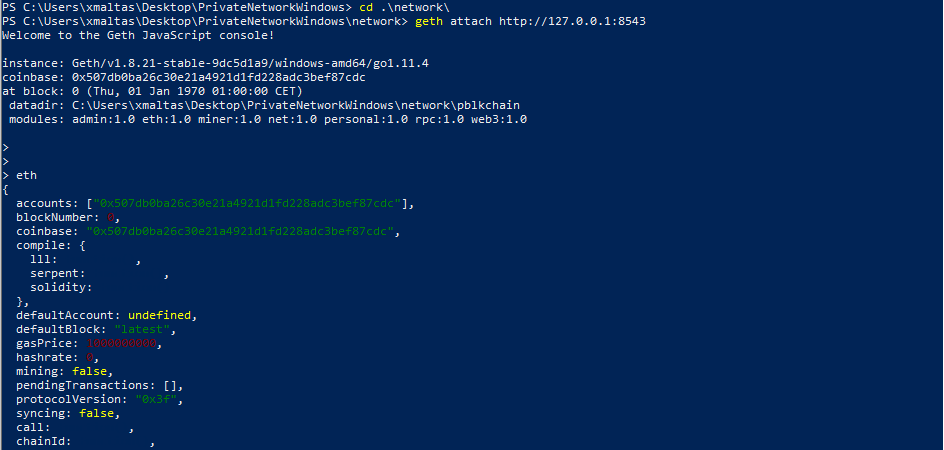 PS C:\Users\xmaltas\Desktop\PrivateNetworkWindows> cd .\network\
PS C:\Users\xmaltas\Desktop\PrivateNetworkWindows\network> geth attach http://127.0.0.1:8543
Welcome to the Geth JavaScript console!
instance: Geth/v1.8.21-stable-9dc5d1a9/windows-amd64/go1.11.4
coinbase: 0x507db0ba26c30e21a4921d1fd228adc3bef87cdc
at block: 0 (Thu, 01 Jan 1970 01:00:00 CET)
 datadir: C:\Users\xmaltas\Desktop\PrivateNetworkWindows\network\pblkchain
 modules: admin:1.0 eth:1.0 miner:1.0 net:1.0 personal:1.0 rpc:1.0 web3:1.0
>
>
> eth
{
  accounts: ["0x507db0ba26c30e21a4921d1fd228adc3bef87cdc"],
  blockNumber: 0,
  coinbase: "0x507db0ba26c30e21a4921d1fd228adc3bef87cdc",
  compile: {
    lll:           ,
    serpent:           ,
    solidity:
  },
  defaultAccount: undefined,
  defaultBlock: "latest",
  gasPrice: 1000000000,
  hashrate: 0,
  mining: false,
  pendingTransactions: [],
  protocolVersion: "0x3f",
  syncing: false,
  call:           ,
  chainId:           ,